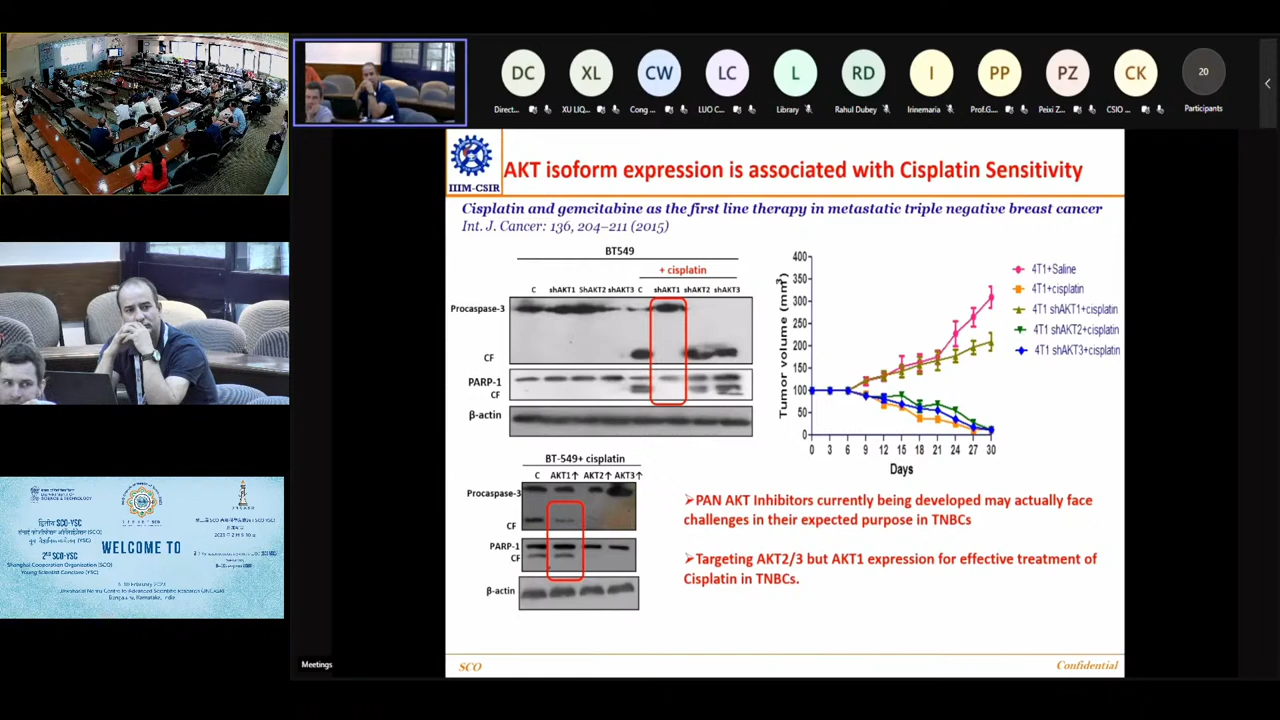 DC
XL
CW
LC
L
RD
I
PP
PZ
CK
20
Direct...
XU LIQ...
Cong ...
LUO C...
Library
Rahul Dubey
Irinemaria
Prof.G....
Peixi Z...
CSIO ...
Participants
IIIM-CSIR
AKT isoform expression is associated with Cisplatin Sensitivity
Cisplatin and gemcitabine as the first line therapy in metastatic triple negative breast cancer
Int. J. Cancer: 136, 204–211 (2015)
BT549
+ cisplatin
C shAKT1 ShAKT2 shAKT3 C shAKT1 shAKT2 shAKT3
Procaspase-3
CF
PARP-1
CF
β-actin
BT-549+ cisplatin
C AKT1↑ AKT2↑ AKT3↑
Procaspase-3
CF
PARP-1
CF
β-actin
Tumor volume (mm³)
400
350
300
250
200
150
100
50
0
0 3 6 9 12 15 18 21 24 27 30
Days
4T1+Saline
4T1+cisplatin
4T1 shAKT1+cisplatin
4T1 shAKT2+cisplatin
4T1 shAKT3+cisplatin
➢PAN AKT Inhibitors currently being developed may actually face
challenges in their expected purpose in TNBCs
➢Targeting AKT2/3 but AKT1 expression for effective treatment of
Cisplatin in TNBCs.
SCO
Confidential
Meetings
WELCOME TO
2ND SCO-YSC
Shanghai Cooperation Organisation (SCO)
Young Scientist Conclave (YSC)